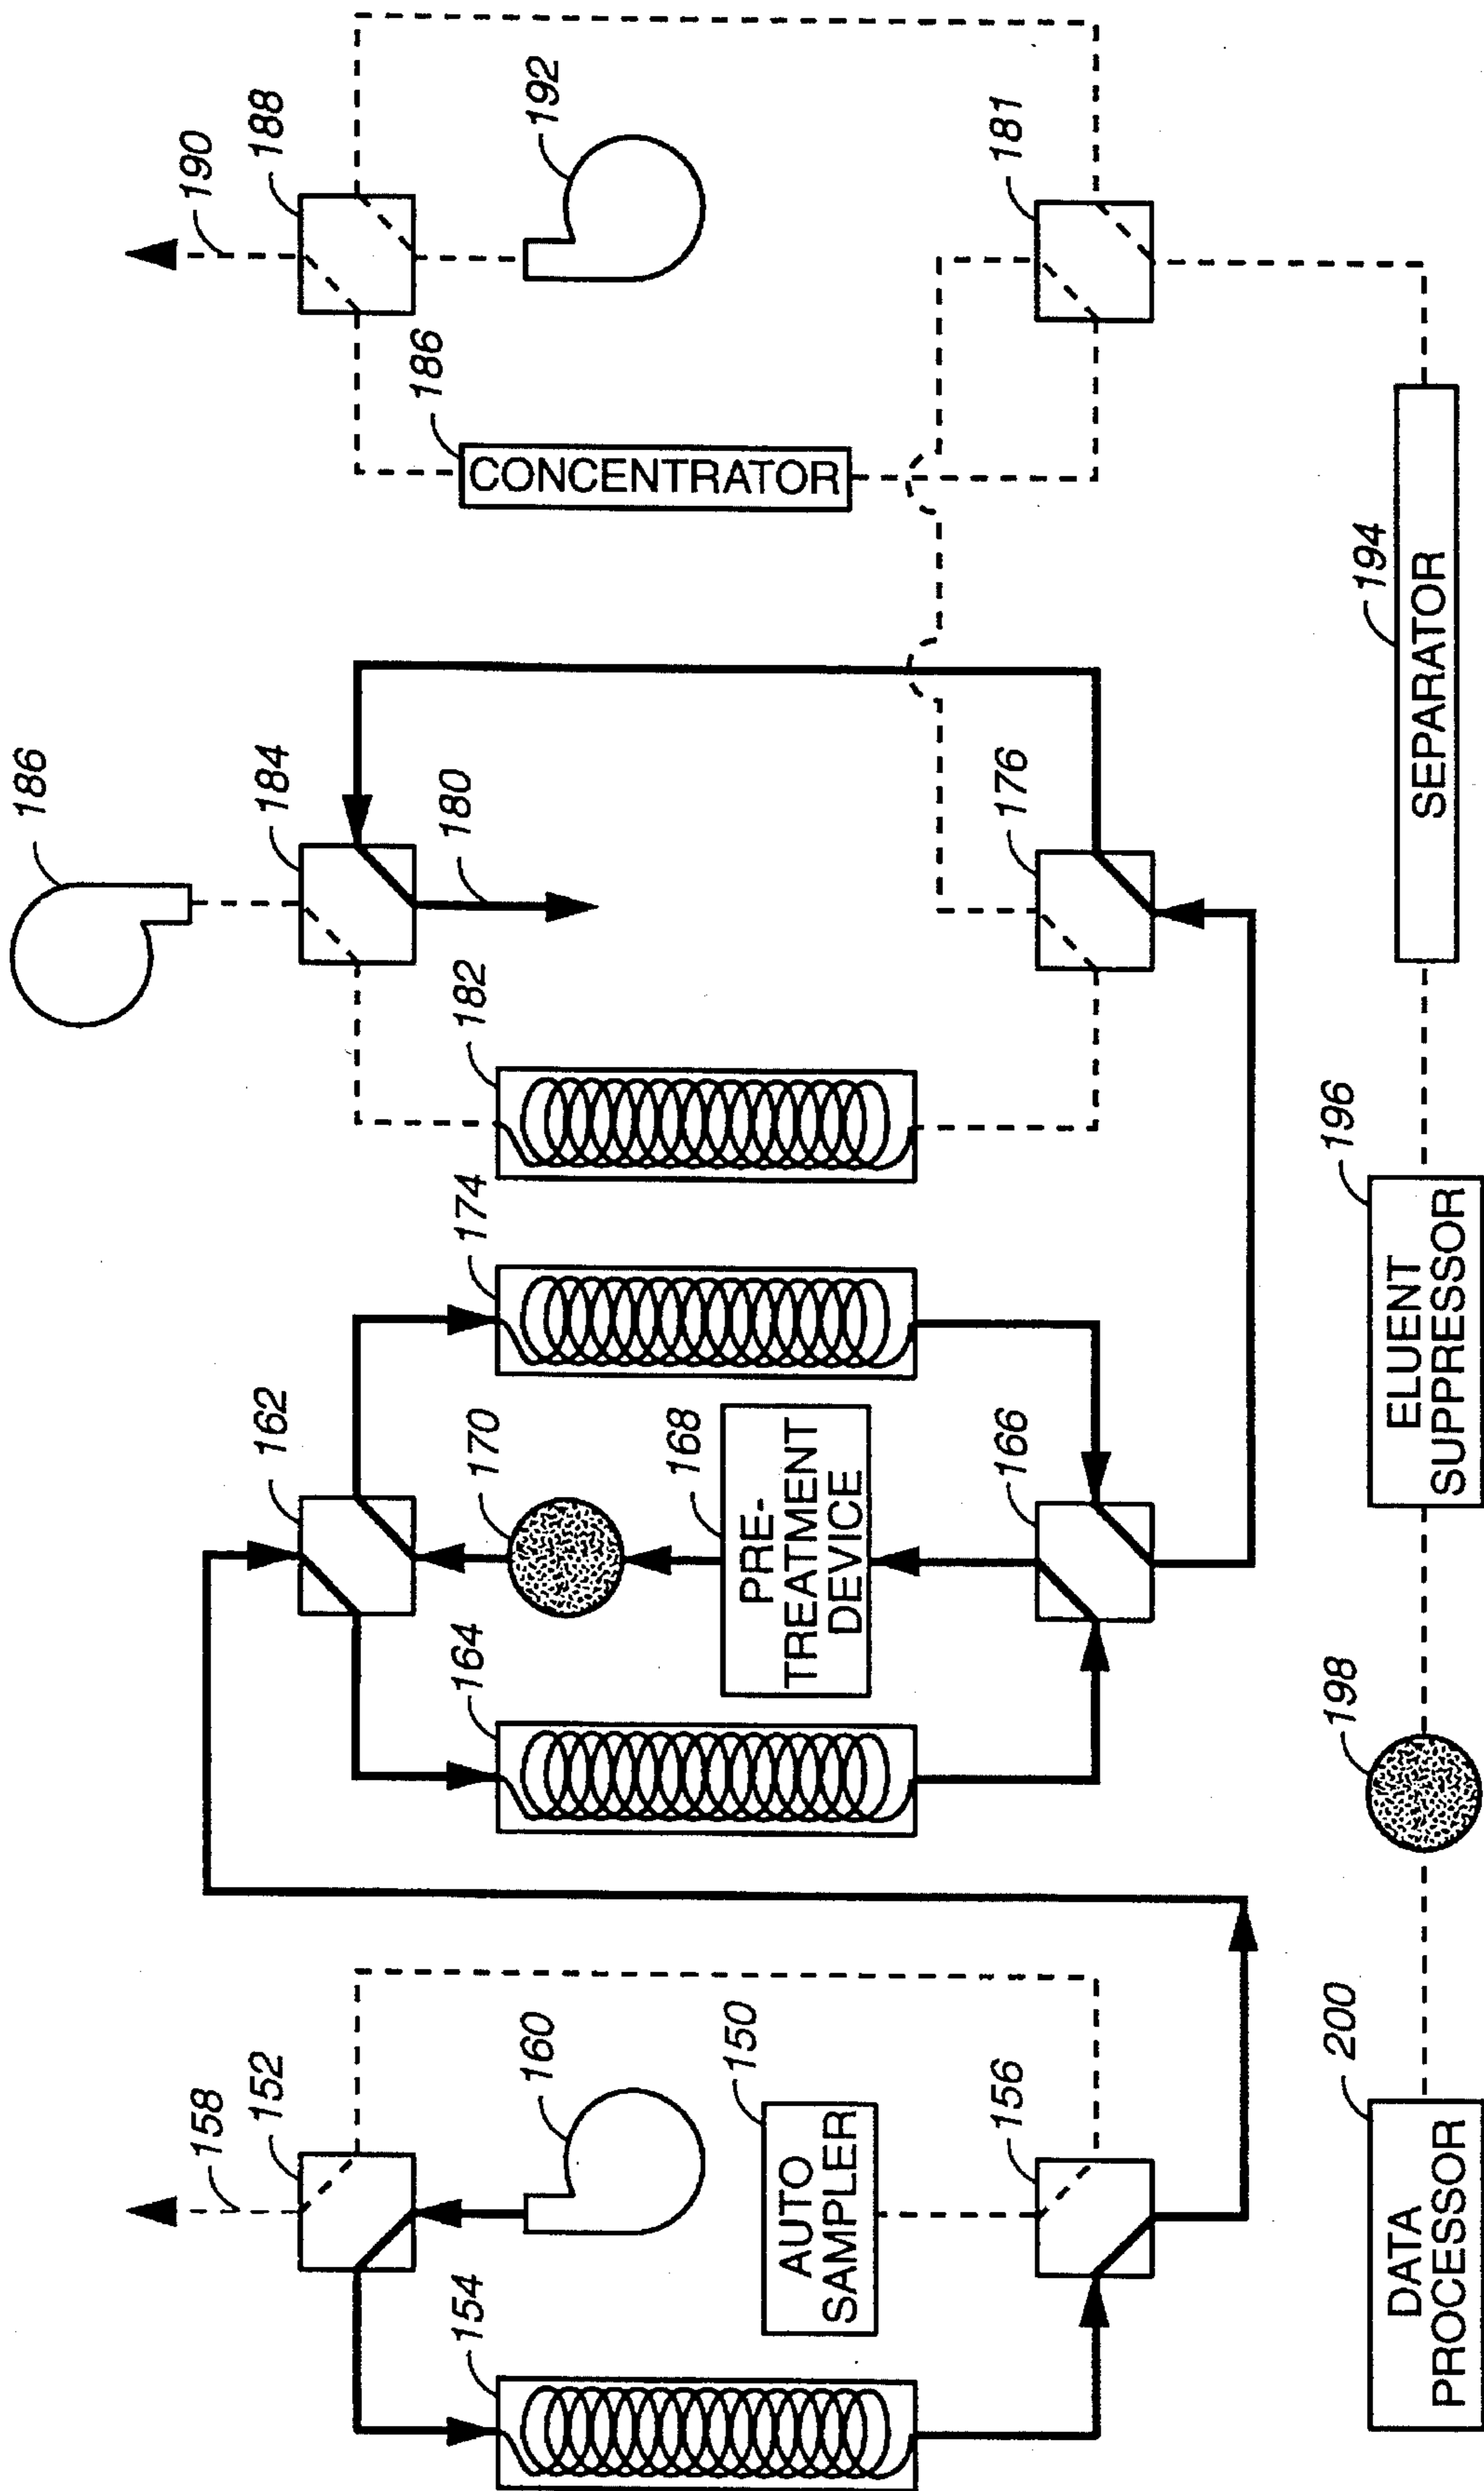 158
152
160
154
150
AUTO
SAMPLER
156
162
164
170
168
PRE-
TREATMENT
DEVICE
166
174
182
186
184
180
176
190
188
192
186
CONCENTRATOR
181
200
DATA
PROCESSOR
198
196
ELUENT
SUPPRESSOR
194
SEPARATOR